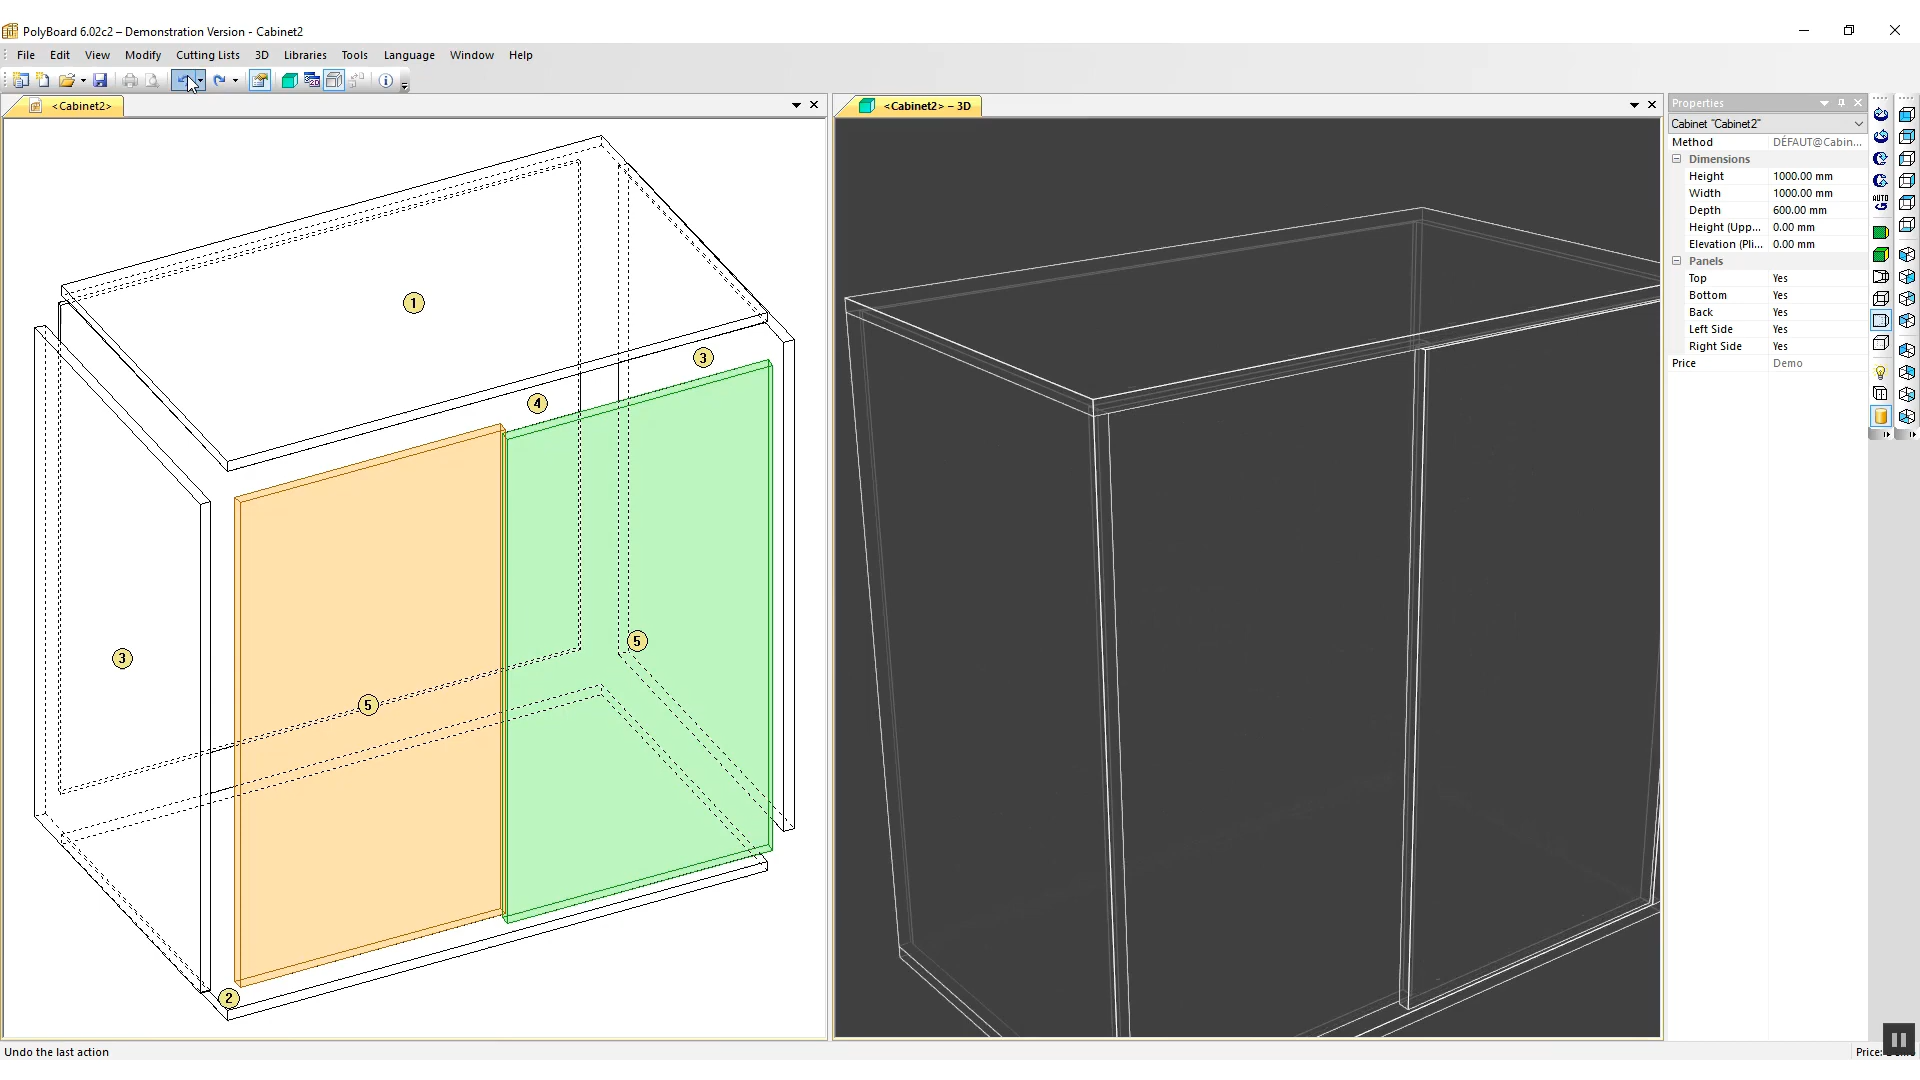 PolyBoard 6.02c2 – Demonstration Version - Cabinet2
File Edit View Modify Cutting Lists 3D Libraries Tools Language Window Help
<Cabinet2>
<Cabinet2> – 3D
Properties
Cabinet "Cabinet2"
Method DÉFAUT@Cabin...
Dimensions
Height 1000.00 mm
Width 1000.00 mm
Depth 600.00 mm
Height (Upp... 0.00 mm
Elevation (Pli... 0.00 mm
Panels
Top Yes
Bottom Yes
Back Yes
Left Side Yes
Right Side Yes
Price Demo
AUTO
1
3
4
5
3
5
2
Undo the last action
Price: